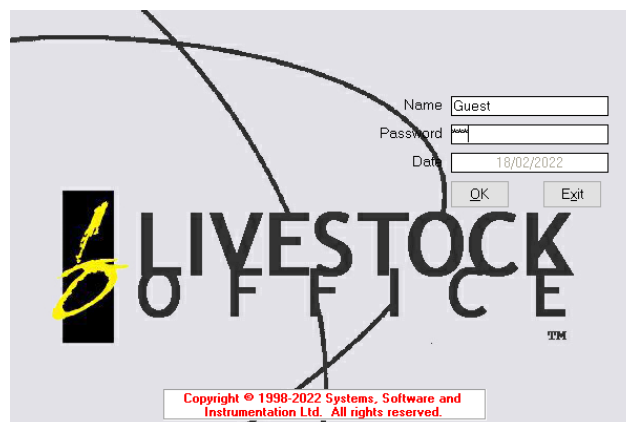 Name Guest
Password ****
Date 18/02/2022
OK Exit
LIVESTOCK
OFFICE
TM
Copyright © 1998-2022 Systems, Software and
Instrumentation Ltd. All rights reserved.